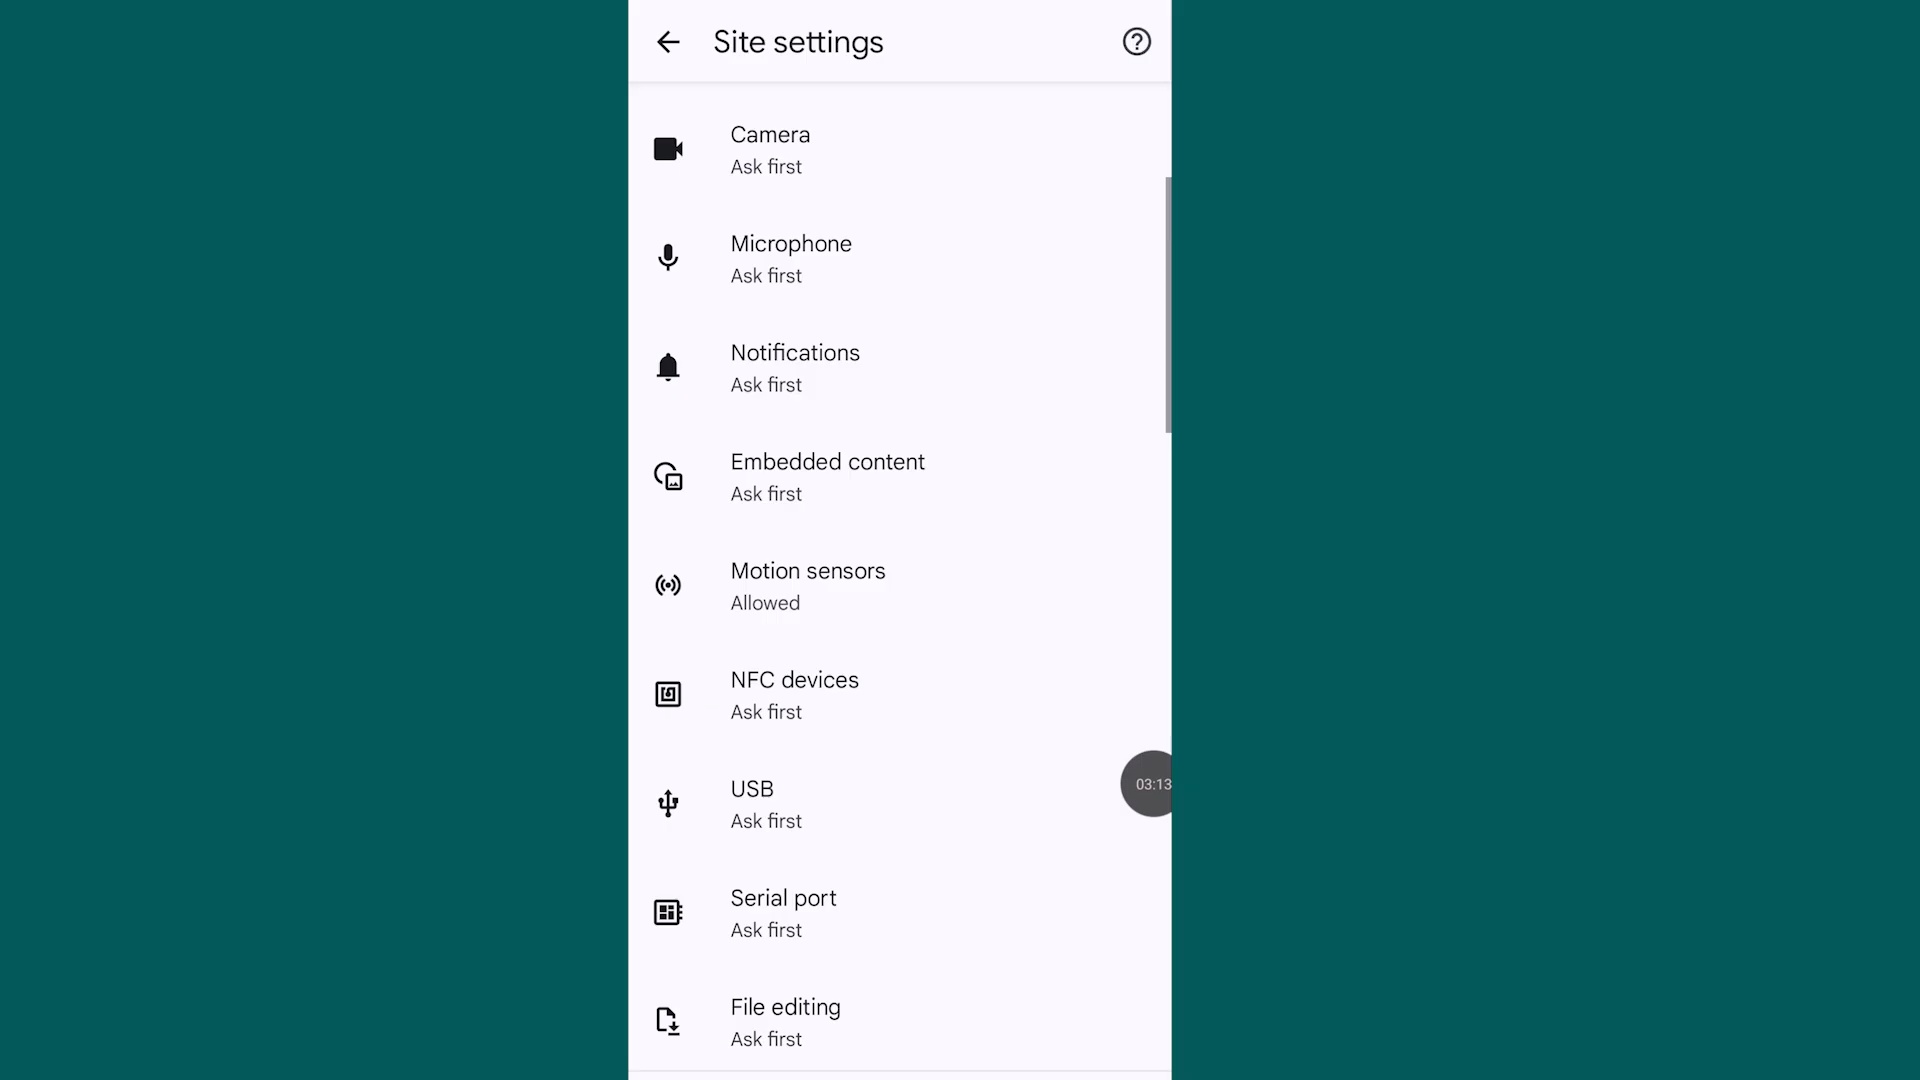 Site settings
Camera
Ask first
Microphone
Ask first
Notifications
Ask first
Embedded content
Ask first
Motion sensors
Allowed
NFC devices
Ask first
03:13
USB
Ask first
Serial port
Ask first
File editing
Ask first